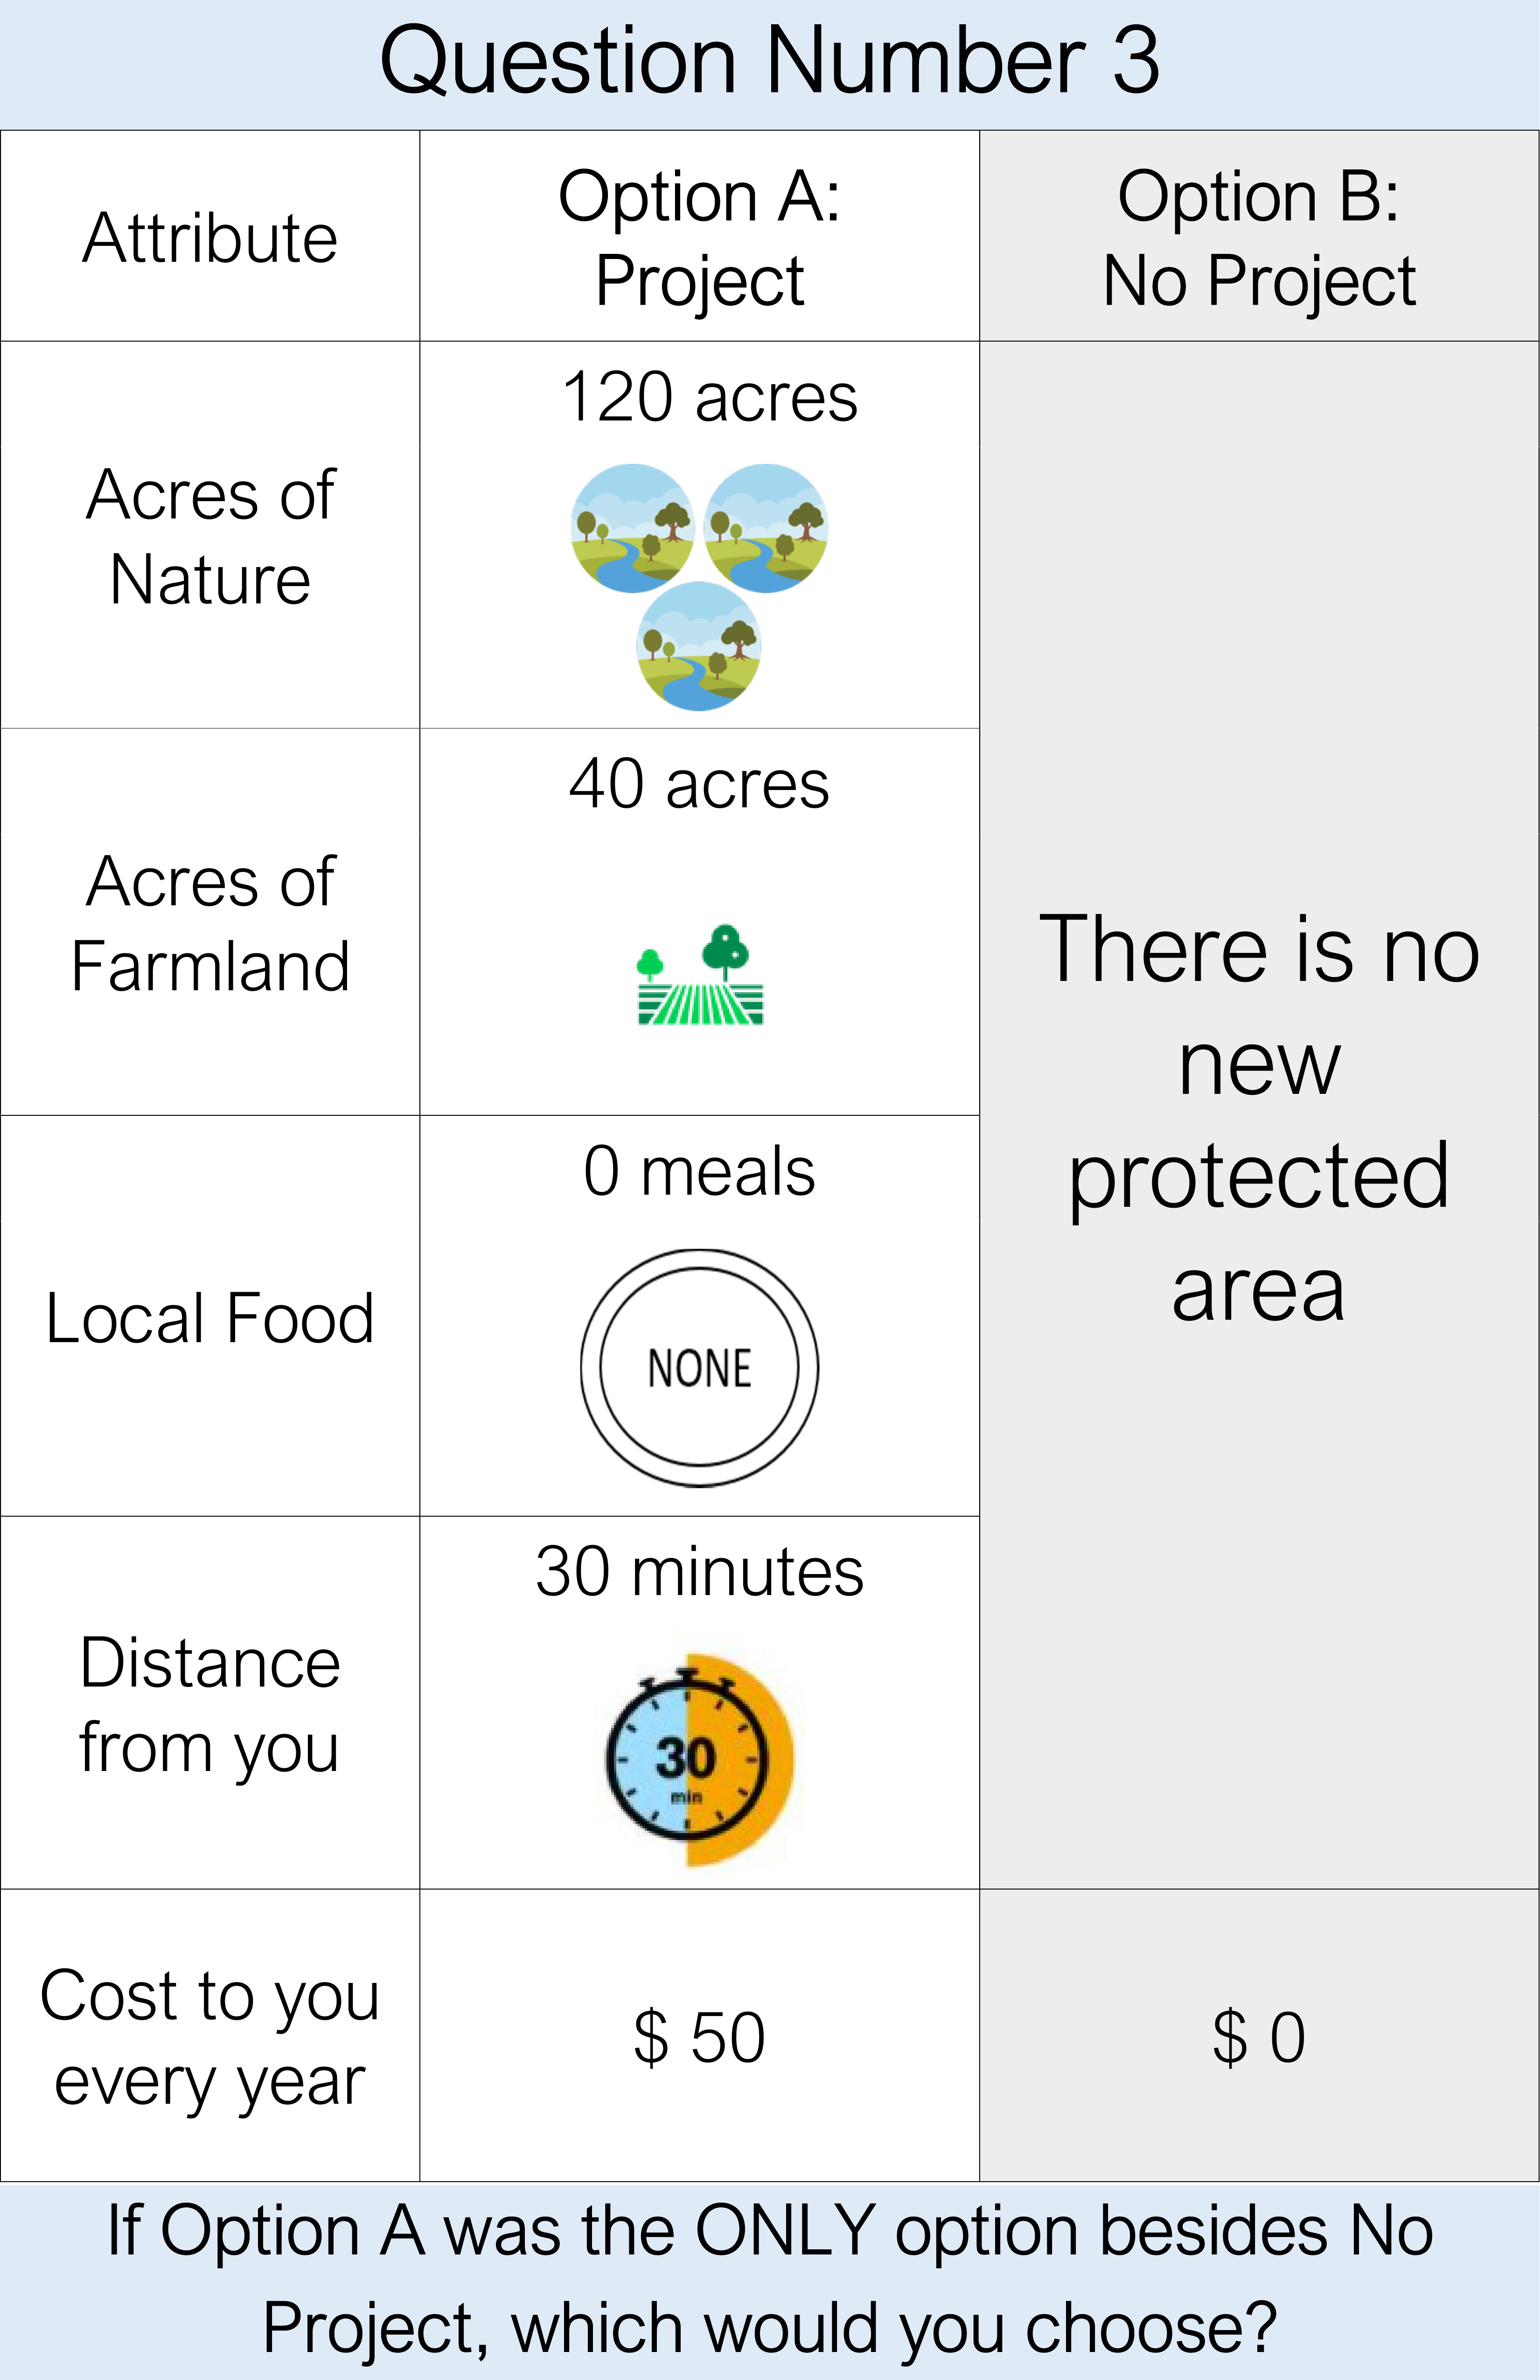 Question Number 3
Attribute
Option A:
Project
Option B:
No Project
Acres of
Nature
120 acres
Acres of
Farmland
40 acres
There is no
new
protected
area
Local Food
0 meals
NONE
Distance
from you
30 minutes
30
min
Cost to you
every year
$ 50
$ 0
If Option A was the ONLY option besides No
Project, which would you choose?